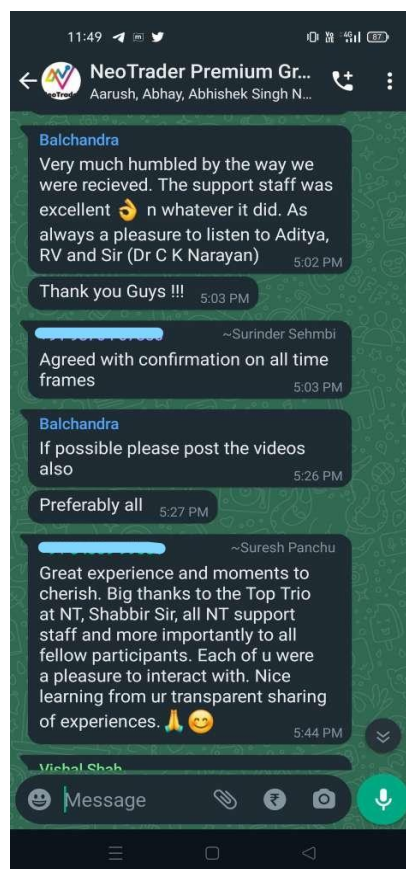 11:49
4G
87
NeoTrader Premium Gr...
Aarush, Abhay, Abhishek Singh N...
Balchandra
Very much humbled by the way we
were recieved. The support staff was
excellent 👌 n whatever it did. As
always a pleasure to listen to Aditya,
RV and Sir (Dr C K Narayan)
5:02 PM
Thank you Guys !!!
5:03 PM
~Surinder Sehmbi
Agreed with confirmation on all time
frames
5:03 PM
Balchandra
If possible please post the videos
also
5:26 PM
Preferably all
5:27 PM
~Suresh Panchu
Great experience and moments to
cherish. Big thanks to the Top Trio
at NT, Shabbir Sir, all NT support
staff and more importantly to all
fellow participants. Each of u were
a pleasure to interact with. Nice
learning from ur transparent sharing
of experiences.🙏😊
5:44 PM
Vishal Shah
Message